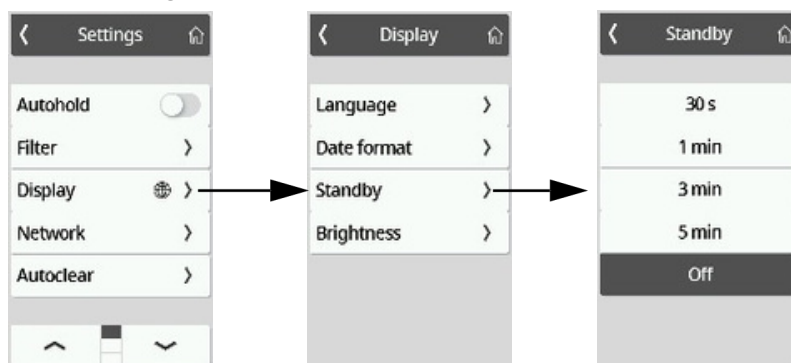 Settings
Autohold
Filter
Display
Network
Autoclear
Display
Language
Date format
Standby
Brightness
Standby
30 s
1 min
3 min
5 min
Off